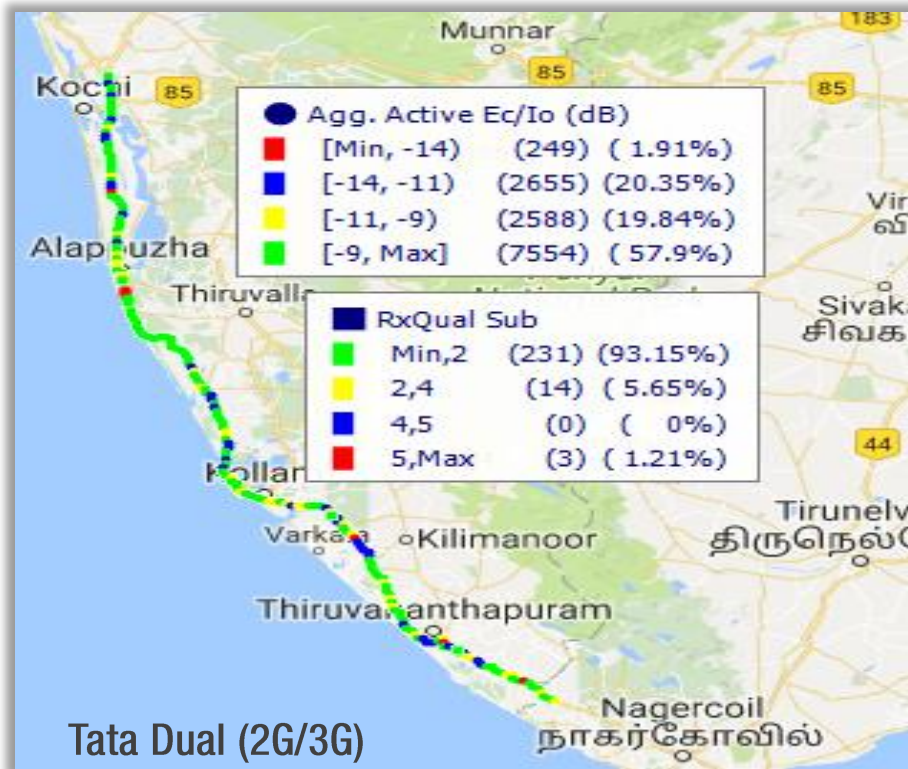 183
Munnar
85
Kochi
85
85
Agg. Active Ec/Io (dB)
[Min, -14) (249) ( 1.91%)
[-14, -11) (2655) (20.35%)
[-11, -9) (2588) (19.84%)
[-9, Max] (7554) ( 57.9%)
Vir
Alappuzha
Thiruvalla
Sivaka
சிவக
RxQual Sub
Min,2 (231) (93.15%)
2,4 (14) ( 5.65%)
4,5 (0) ( 0%)
5,Max (3) ( 1.21%)
44
Kollam
Tirunelv
திருநெல்
Varkala
Kilimanoor
Thiruvananthapuram
Nagercoil
நாகர்கோவில்
Tata Dual (2G/3G)